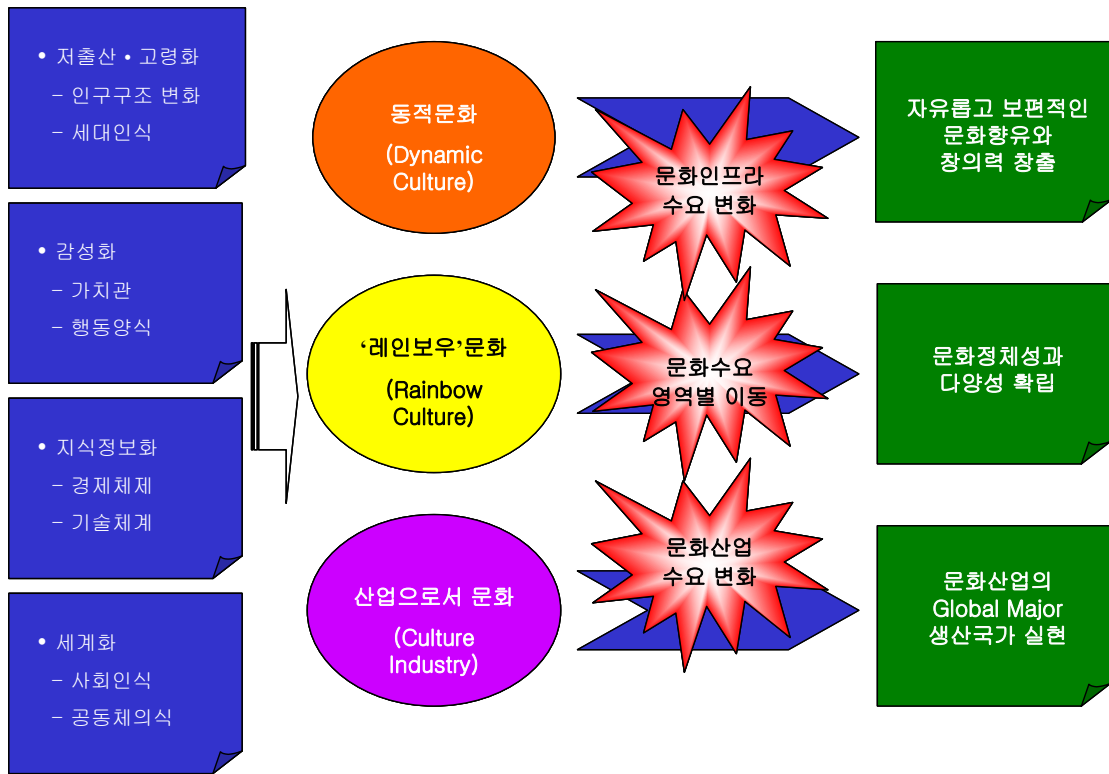 • 저출산 • 고령화
– 인구구조 변화
– 세대인식
• 감성화
– 가치관
– 행동양식
• 지식정보화
– 경제체제
– 기술체계
• 세계화
– 사회인식
– 공동체의식
동적문화
(Dynamic
Culture)
‘레인보우’문화
(Rainbow
Culture)
산업으로서 문화
(Culture
Industry)
문화인프라
수요 변화
문화수요
영역별 이동
문화산업
수요 변화
자유롭고 보편적인
문화향유와
창의력 창출
문화정체성과
다양성 확립
문화산업의
Global Major
생산국가 실현